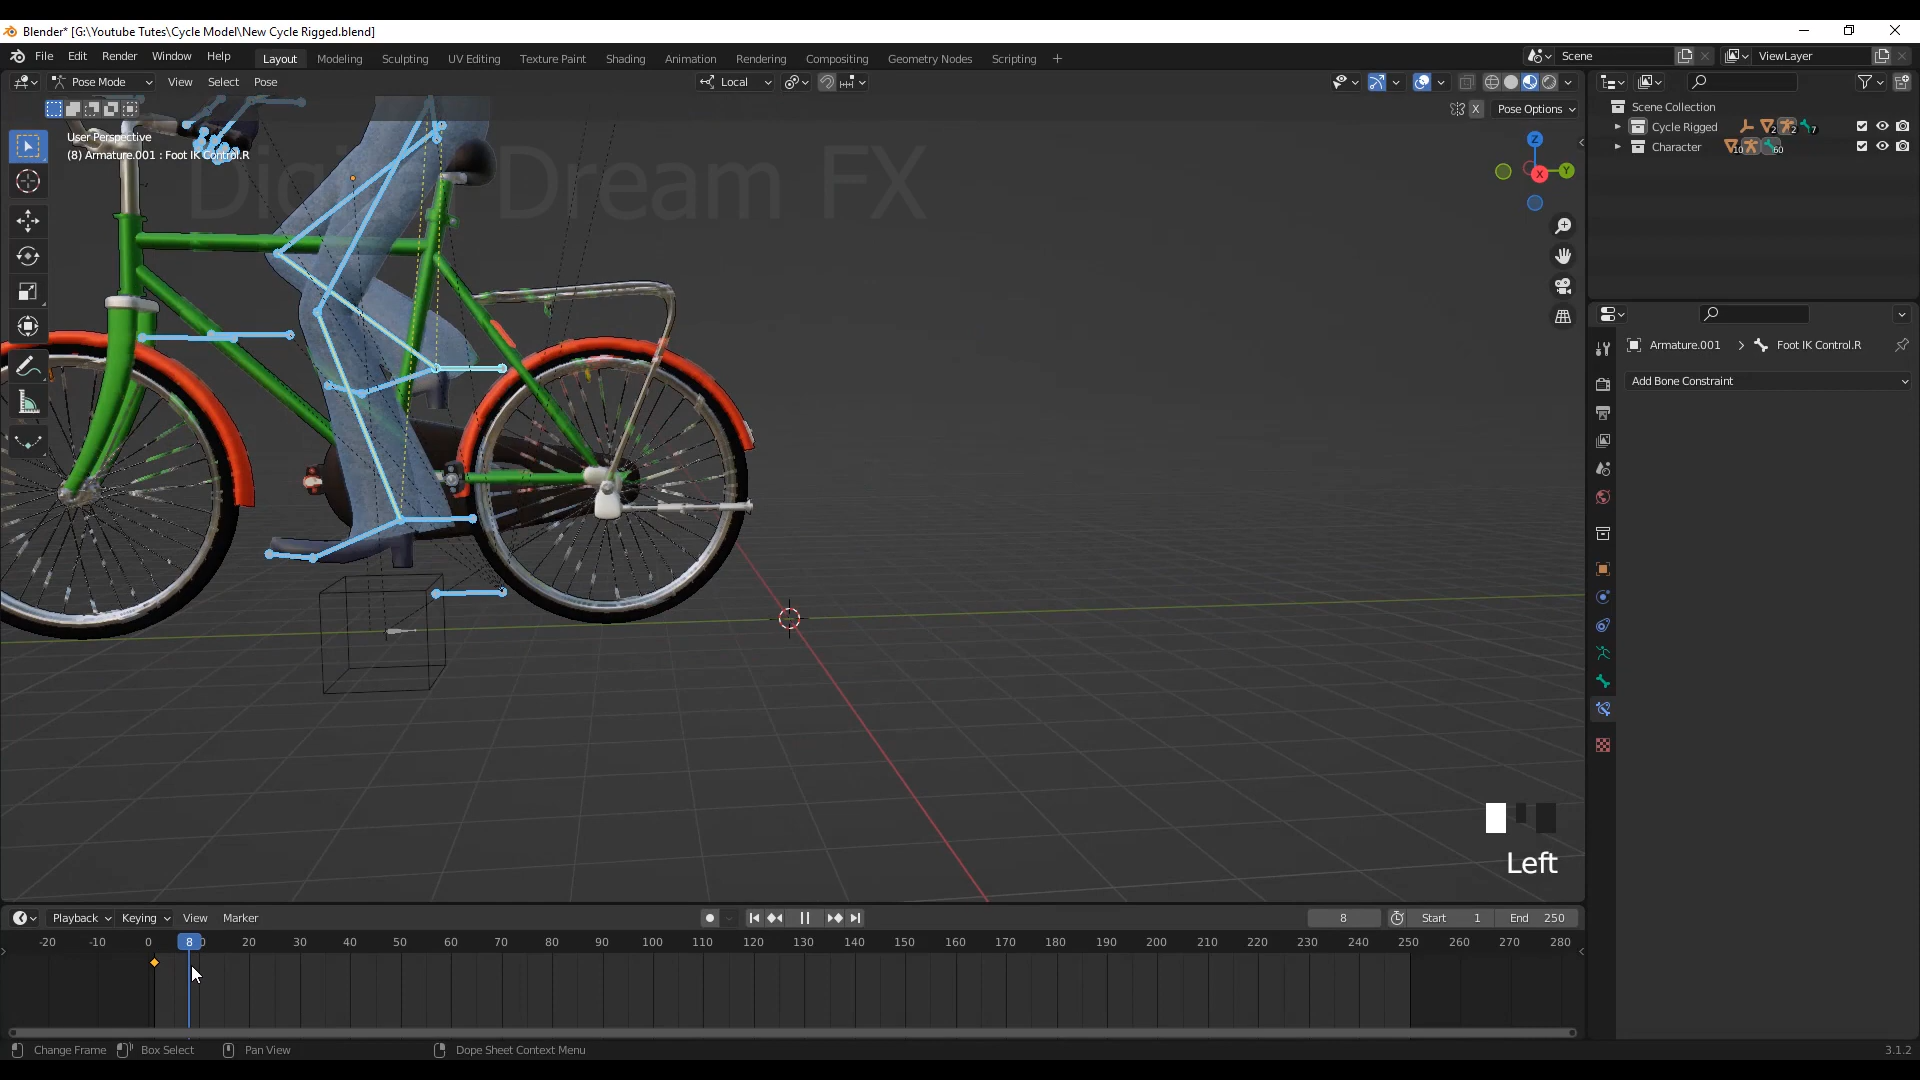 Blender* [G:\Youtube Tutes\Cycle Model\New Cycle Rigged.blend]
File Edit Render Window Help Layout Modeling Sculpting UV Editing Texture Paint Shading Animation Rendering Compositing Geometry Nodes Scripting + Scene ViewLayer
Pose Mode View Select Pose Local
X Pose Options
Scene Collection
Cycle Rigged 2 2 7
Character 10 60
User Perspective
(8) Armature.001 : Foot IK Control.R
Digital Dream FX
Z
Y
X
Armature.001 > Foot IK Control.R
Add Bone Constraint
Left
Playback Keying View Marker 8 Start 1 End 250
-20 -10 0 8 20 30 40 50 60 70 80 90 100 110 120 130 140 150 160 170 180 190 200 210 220 230 240 250 260 270 280
Change Frame Box Select Pan View Dope Sheet Context Menu 3.1.2